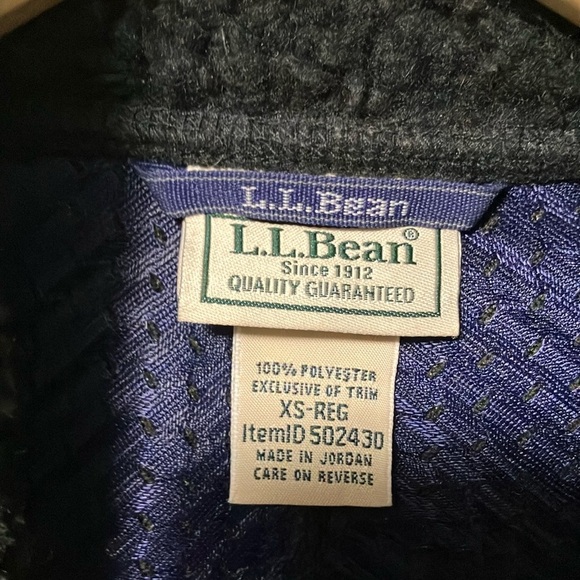 L.L.Bean
L.L.Bean®
Since 1912
QUALITY GUARANTEED
100% POLYESTER
EXCLUSIVE OF TRIM
XS-REG
ItemID 502430
MADE IN JORDAN
CARE ON REVERSE